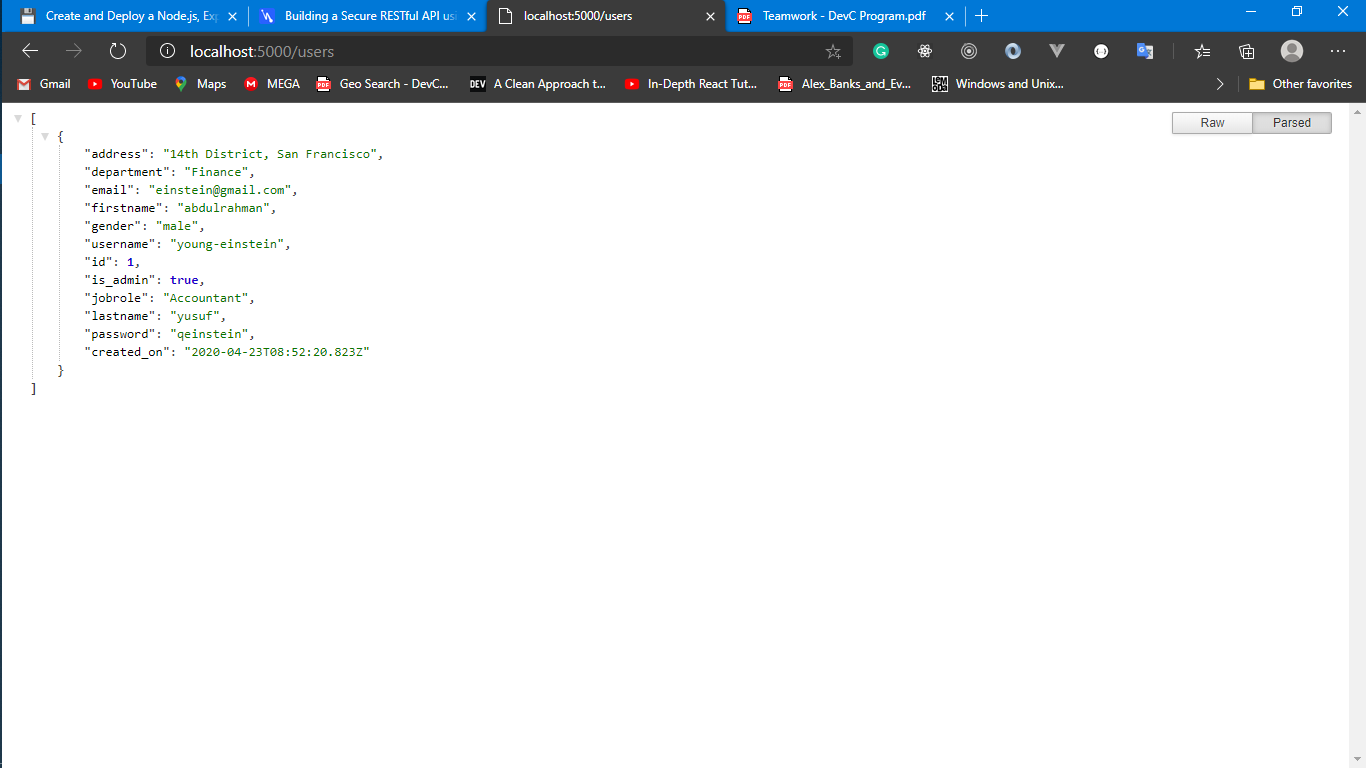 Create and Deploy a Node.js, Exp
Building a Secure RESTful API usi
localhost:5000/users
Teamwork - DevC Program.pdf
localhost:5000/users
Gmail
YouTube
Maps
MEGA
Geo Search - DevC...
DEV A Clean Approach t...
In-Depth React Tut...
Alex_Banks_and_Ev...
Windows and Unix...
Other favorites
Raw
Parsed
[
{
"address": "14th District, San Francisco",
"department": "Finance",
"email": "einstein@gmail.com",
"firstname": "abdulrahman",
"gender": "male",
"username": "young-einstein",
"id": 1,
"is_admin": true,
"jobrole": "Accountant",
"lastname": "yusuf",
"password": "qeinstein",
"created_on": "2020-04-23T08:52:20.823Z"
}
]